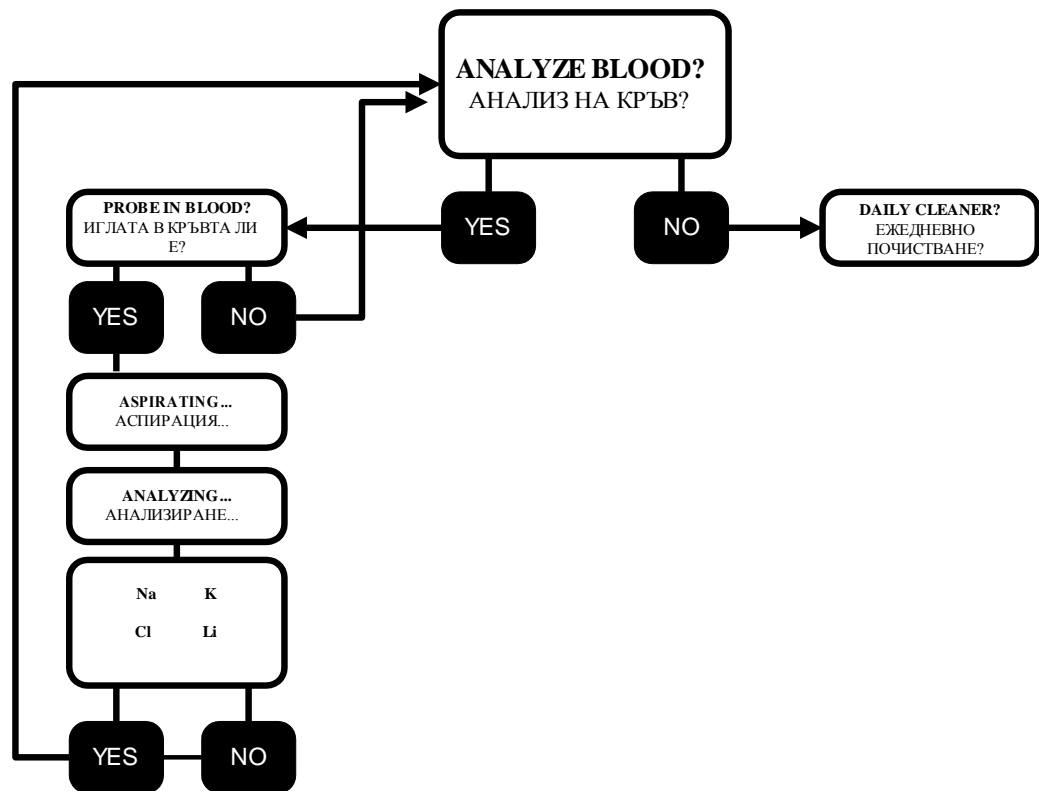 ANALYZE BLOOD?
АНАЛИЗ НА КРЪВ?
YES
NO
PROBE IN BLOOD?
ИГЛАТА В КРЪВТА ЛИ
Е?
DAILY CLEANER?
ЕЖЕДНЕВНО
ПОЧИСТВАНЕ?
YES
NO
ASPIRATING...
АСПИРАЦИЯ...
ANALYZING...
АНАЛИЗИРАНЕ...
Na K
Cl Li
YES
NO